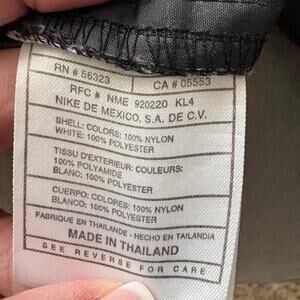 RN # 56323 CA # 05553
RFC # NME 920220 KL4
NIKE DE MEXICO, S.A. DE C.V.
SHELL: COLORS: 100% NYLON
WHITE: 100% POLYESTER
TISSU D'EXTERIEUR: COULEURS:
100% POLYAMIDE
BLANC: 100% POLYESTER
CUERPO: COLORES: 100% NYLON
BLANCO: 100% POLYESTER
FABRIQUE EN THAILANDE - HECHO EN TAILANDIA
MADE IN THAILAND
SEE REVERSE FOR CARE